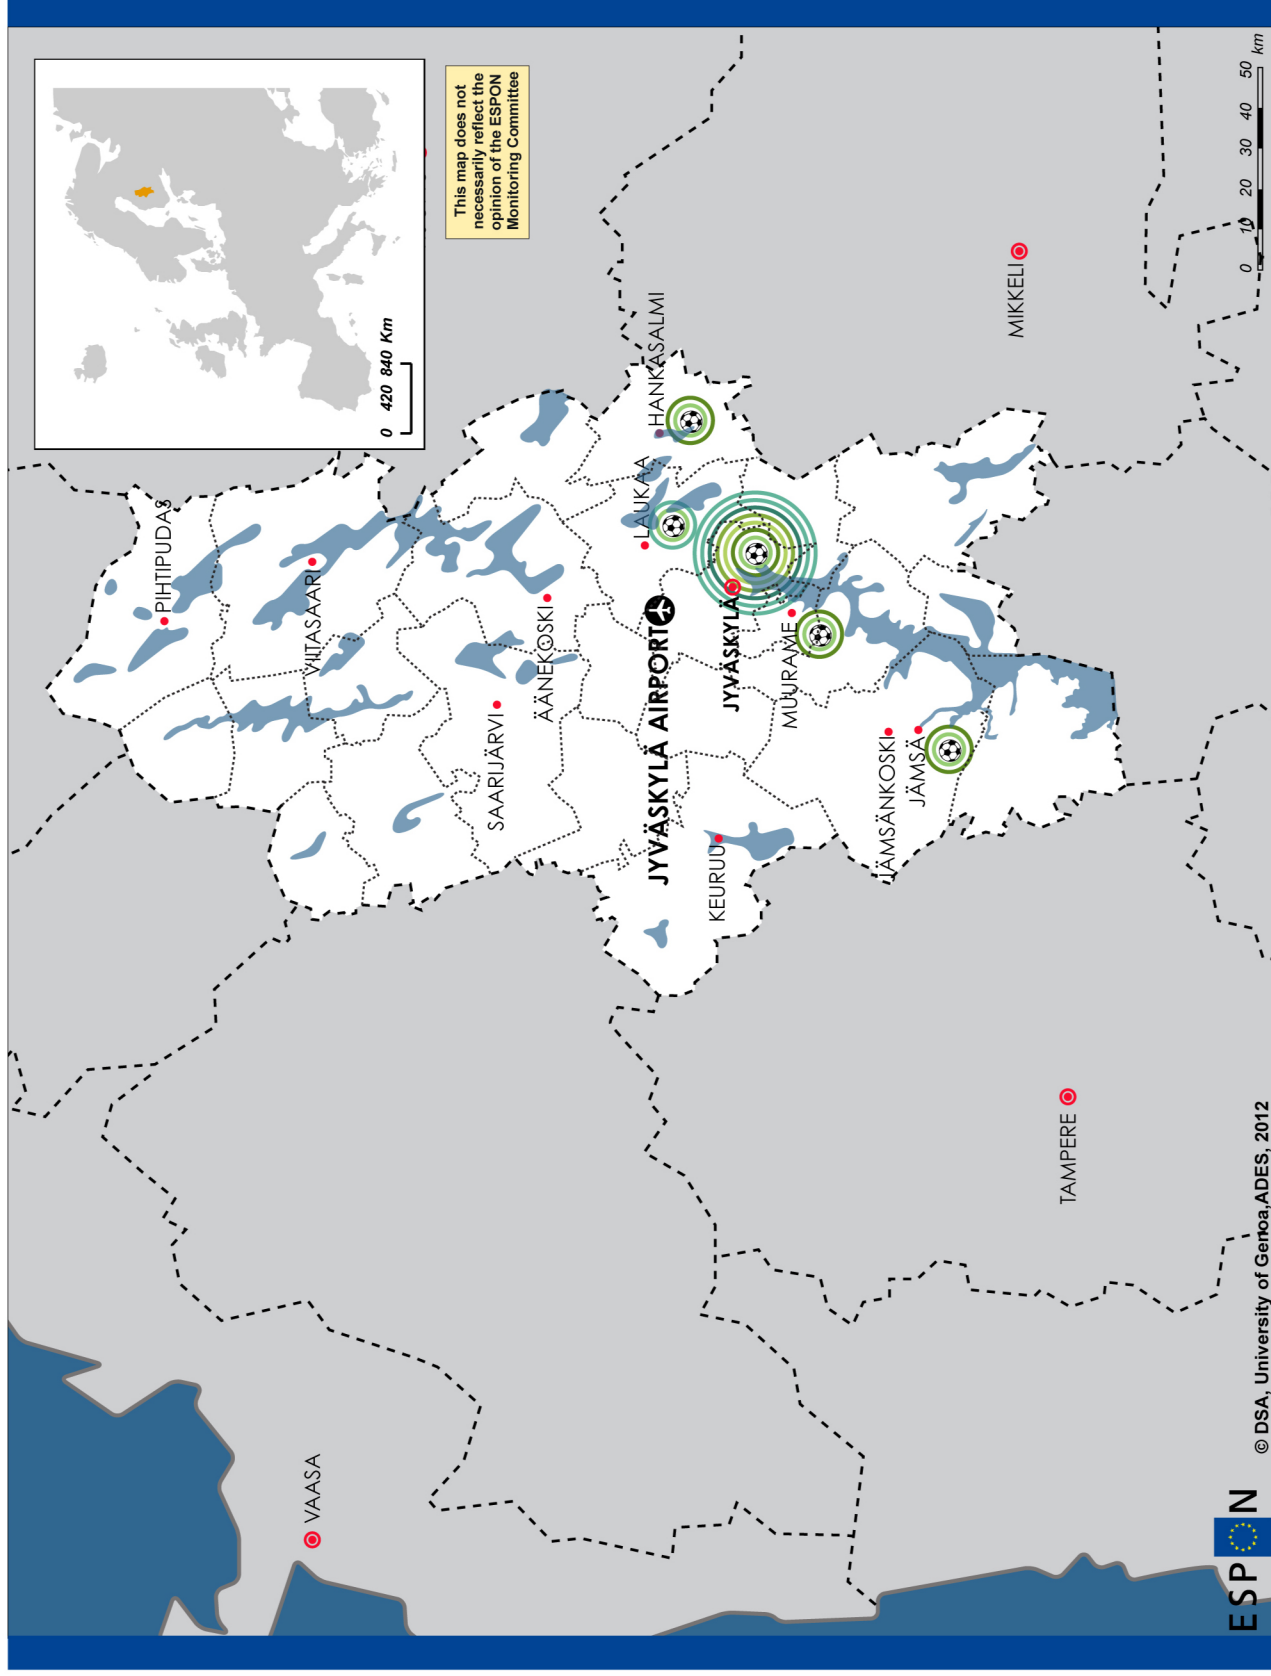 This map does not
necessarily reflect the
opinion of the ESPON
Monitoring Committee
0 420 840 Km
PIHTIPUDAS
VIITASAARI
SAARIJÄRVI
ÄÄNEKOSKI
LAUKAA
HANKASALMI
JYVÄSKYLÄ AIRPORT
JYVÄSKYLÄ
MUURAME
KEURUU
JÄMSÄNKOSKI
JÄMSÄ
VAASA
TAMPERE
MIKKELI
0 10 20 30 40 50 km
ESPON
© DSA, University of Genoa,ADES, 2012